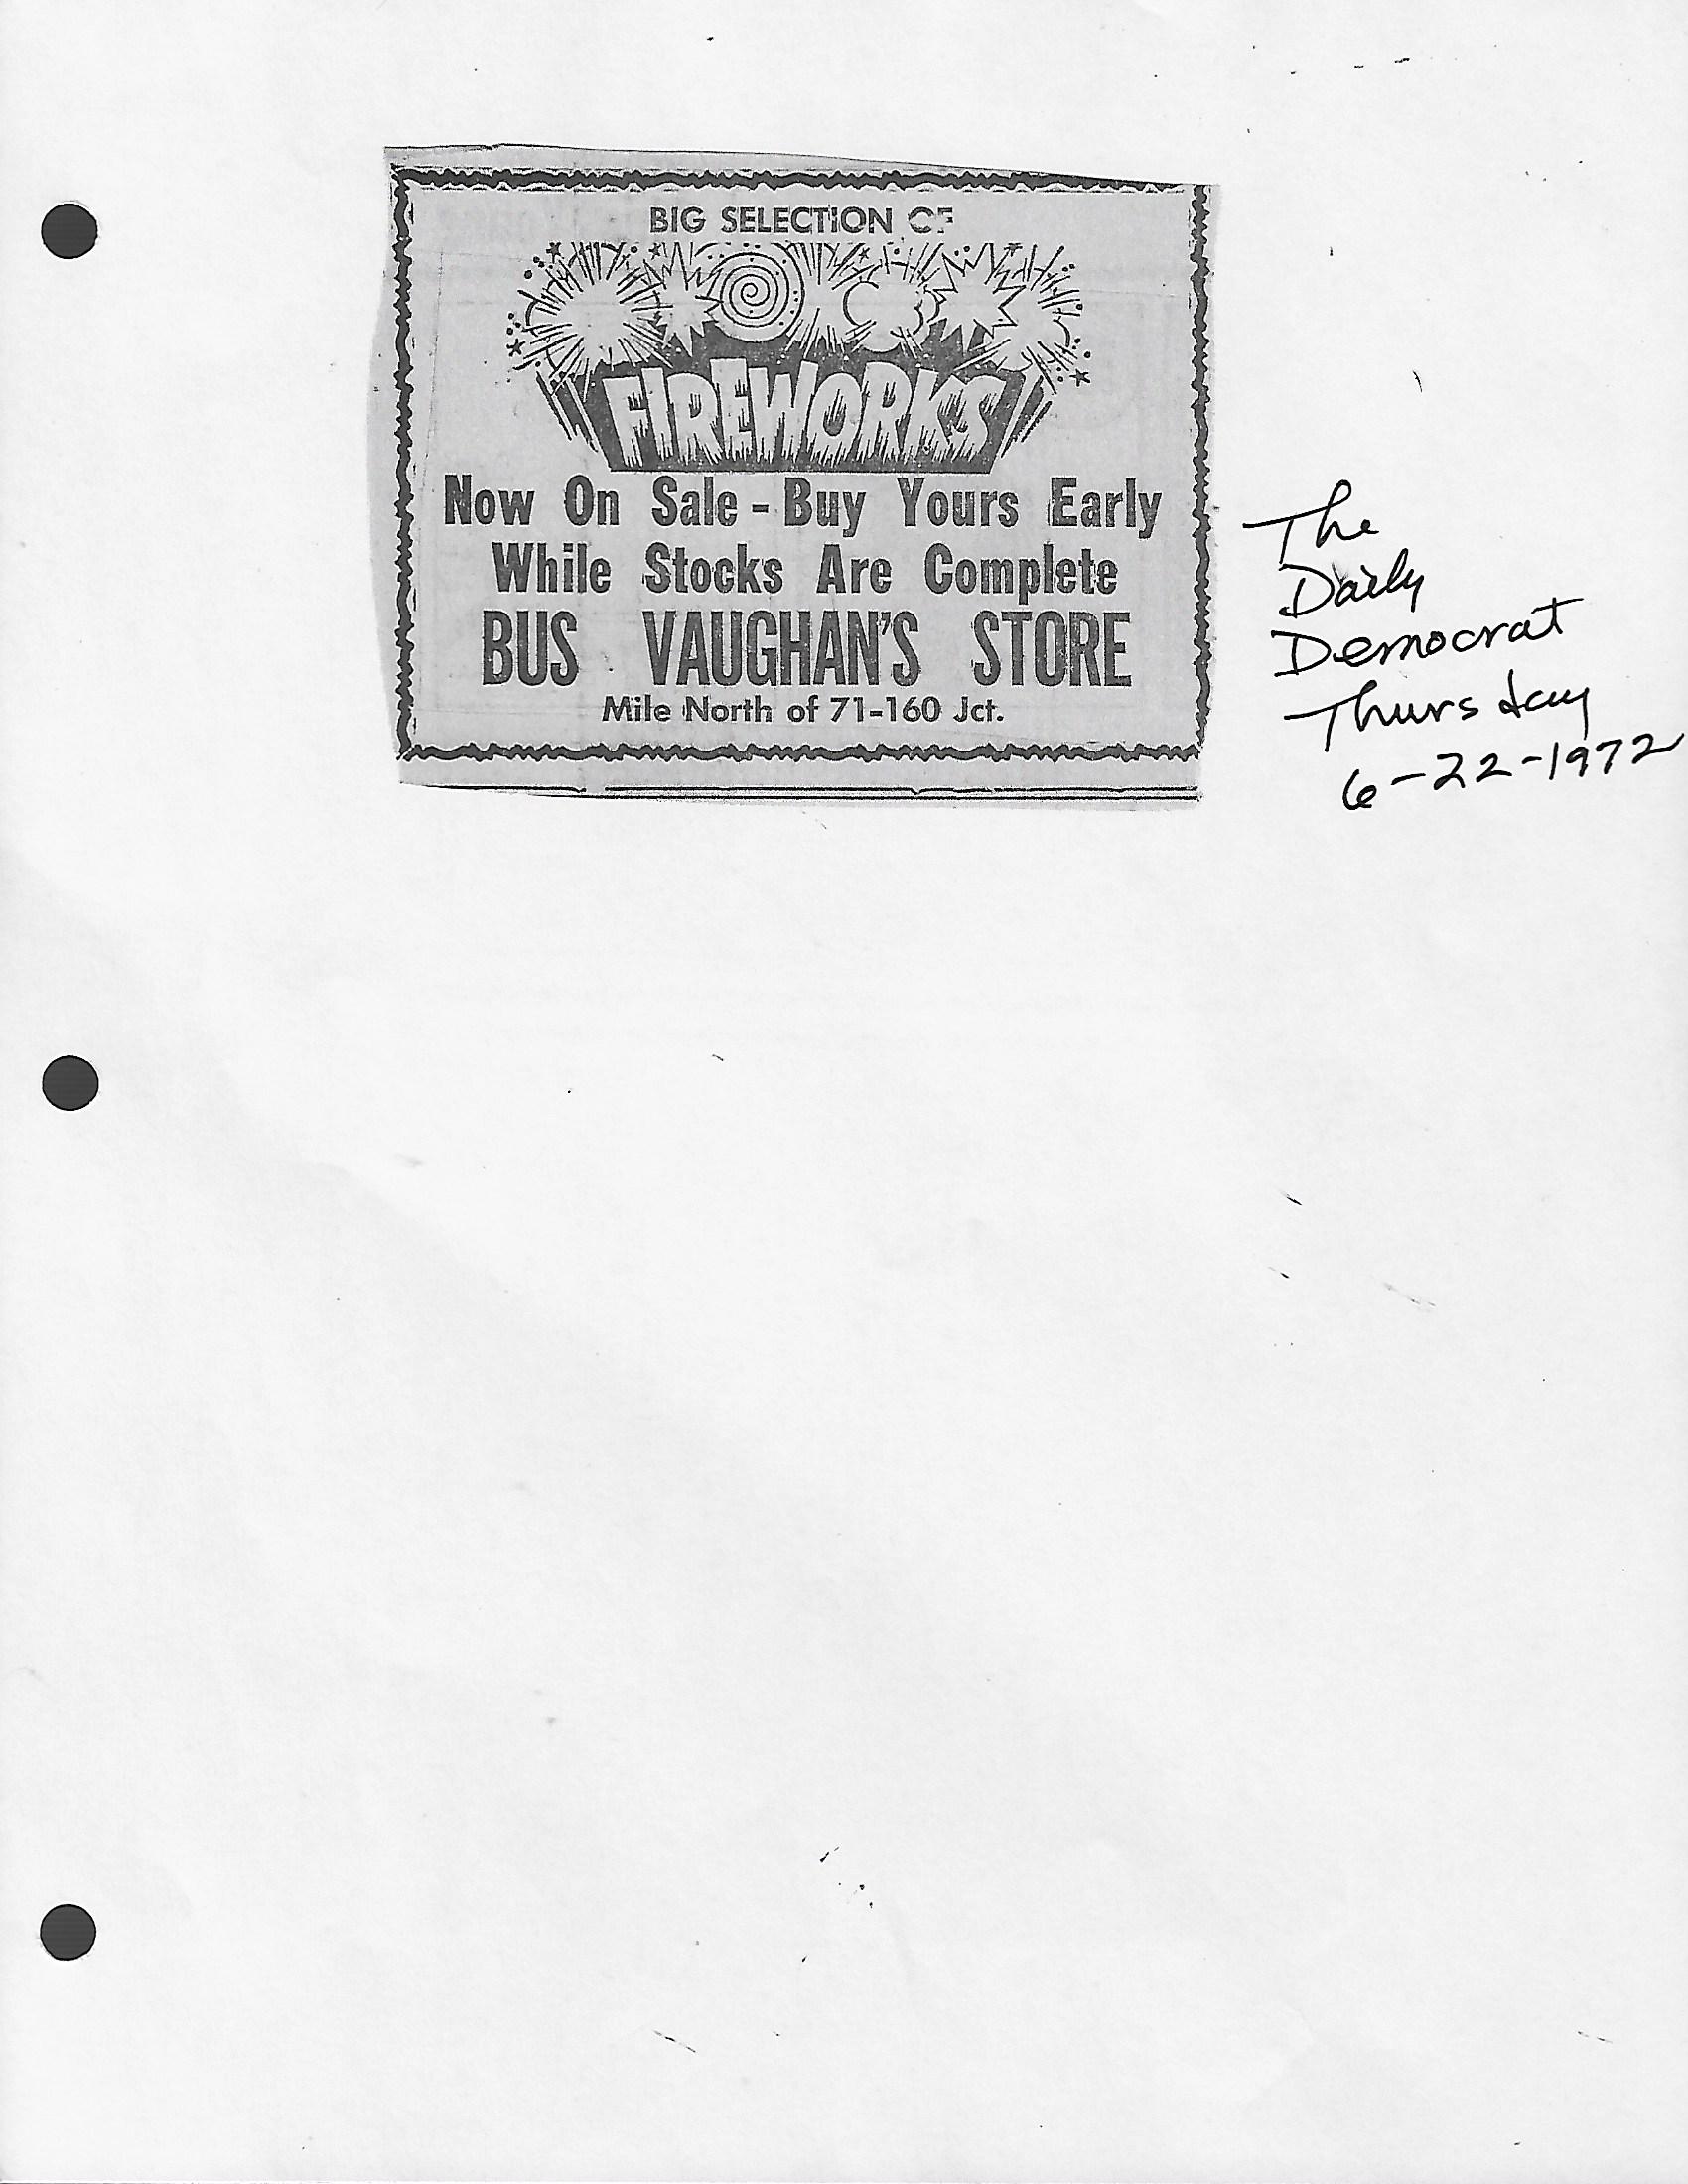 BIG SELECTION OF
FIREWORKS
Now On Sale - Buy Yours Early
While Stocks Are Complete
BUS VAUGHAN'S STORE
Mile North of 71-160 Jct.
The
Daily
Democrat
Thursday
6-22-1972